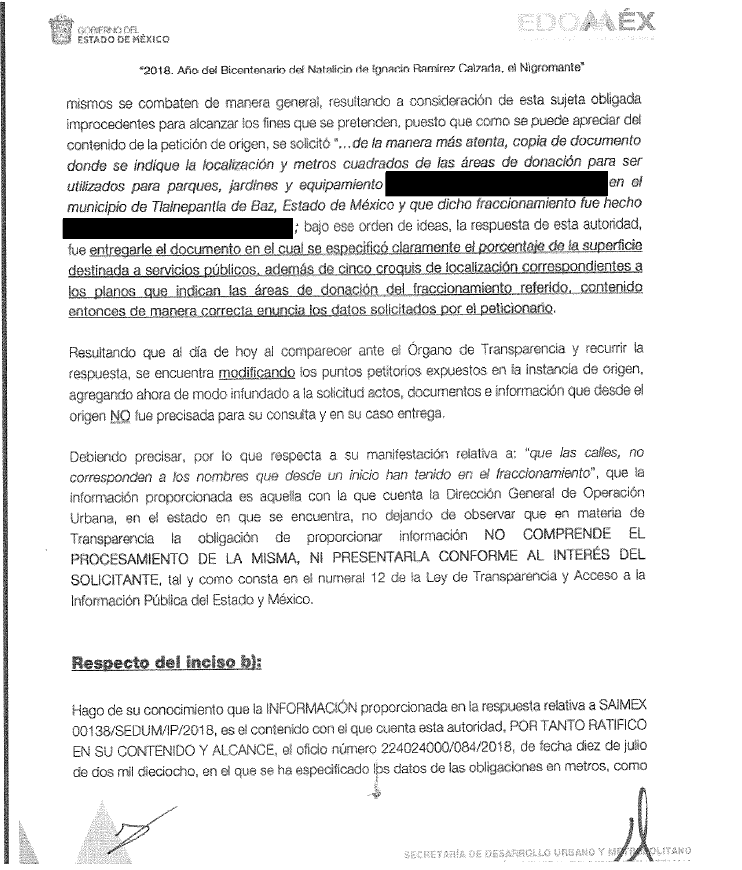 GOBIERNO DEL
ESTADO DE MÉXICO
EDOMÉX
"2018. Año del Bicentenario del Natalicio de Ignacio Ramírez Calzada, el Nigromante"
mismos se combaten de manera general, resultando a consideración de esta sujeta obligada
improcedentes para alcanzar los fines que se pretenden, puesto que como se puede apreciar del
contenido de la petición de origen, se solicitó "...de la manera más atenta, copia de documento
donde se indique la localización y metros cuadrados de las áreas de donación para ser
utilizados para parques, jardines y equipamiento en el
municipio de Tlalnepantla de Baz, Estado de México y que dicho fraccionamiento fue hecho
; bajo ese orden de ideas, la respuesta de esta autoridad,
fue entregarle el documento en el cual se especificó claramente el porcentaje de la superficie
destinada a servicios públicos, además de cinco croquis de localización correspondientes a
los planos que indican las áreas de donación del fraccionamiento referido, contenido
entonces de manera correcta enuncia los datos solicitados por el peticionario.
Resultando que al día de hoy al comparecer ante el Órgano de Transparencia y recurrir la
respuesta, se encuentra modificando los puntos petitorios expuestos en la instancia de origen,
agregando ahora de modo infundado a la solicitud actos, documentos e información que desde el
origen NO fue precisada para su consulta y en su caso entrega.
Debiendo precisar, por lo que respecta a su manifestación relativa a: "que las calles, no
corresponden a los nombres que desde un inicio han tenido en el fraccionamiento", que la
información proporcionada es aquella con la que cuenta la Dirección General de Operación
Urbana, en el estado en que se encuentra, no dejando de observar que en materia de
Transparencia la obligación de proporcionar información NO COMPRENDE EL
PROCESAMIENTO DE LA MISMA, NI PRESENTARLA CONFORME AL INTERÉS DEL
SOLICITANTE, tal y como consta en el numeral 12 de la Ley de Transparencia y Acceso a la
Información Pública del Estado y México.
Respecto del inciso b):
Hago de su conocimiento que la INFORMACIÓN proporcionada en la respuesta relativa a SAIMEX
00138/SEDUM/IP/2018, es el contenido con el que cuenta esta autoridad, POR TANTO RATIFICO
EN SU CONTENIDO Y ALCANCE, el oficio número 224024000/084/2018, de fecha diez de julio
de dos mil dieciocho, en el que se ha especificado los datos de las obligaciones en metros, como
SECRETARÍA DE DESARROLLO URBANO Y METROPOLITANO